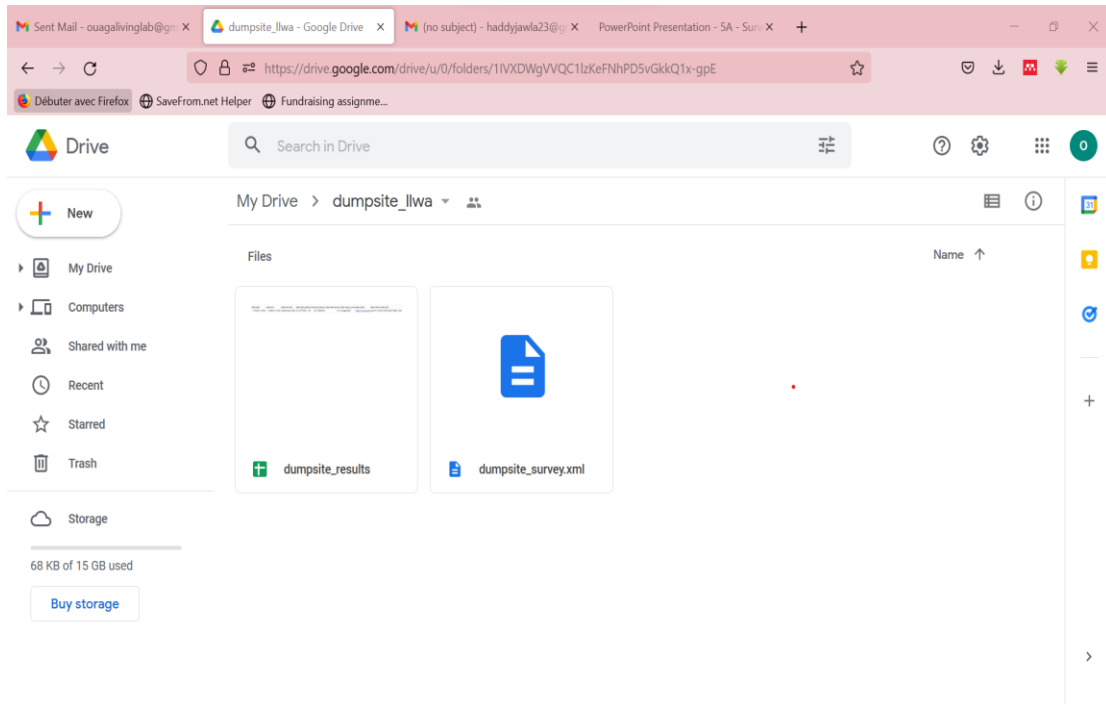 Sent Mail - ouagalivinglab@gm
dumpsite_llwa - Google Drive
(no subject) - haddyjawla23@g
PowerPoint Presentation - 5A - Surv
https://drive.google.com/drive/u/0/folders/1IVXDWgVVQC1lzKeFNhPD5vGkkQ1x-gpE
Débuter avec Firefox
SaveFrom.net Helper
Fundraising assignme...
Drive
Search in Drive
O
New
My Drive > dumpsite_llwa
31
My Drive
Files
Name
Computers
Shared with me
Recent
Starred
Trash
dumpsite_results
dumpsite_survey.xml
Storage
68 KB of 15 GB used
Buy storage